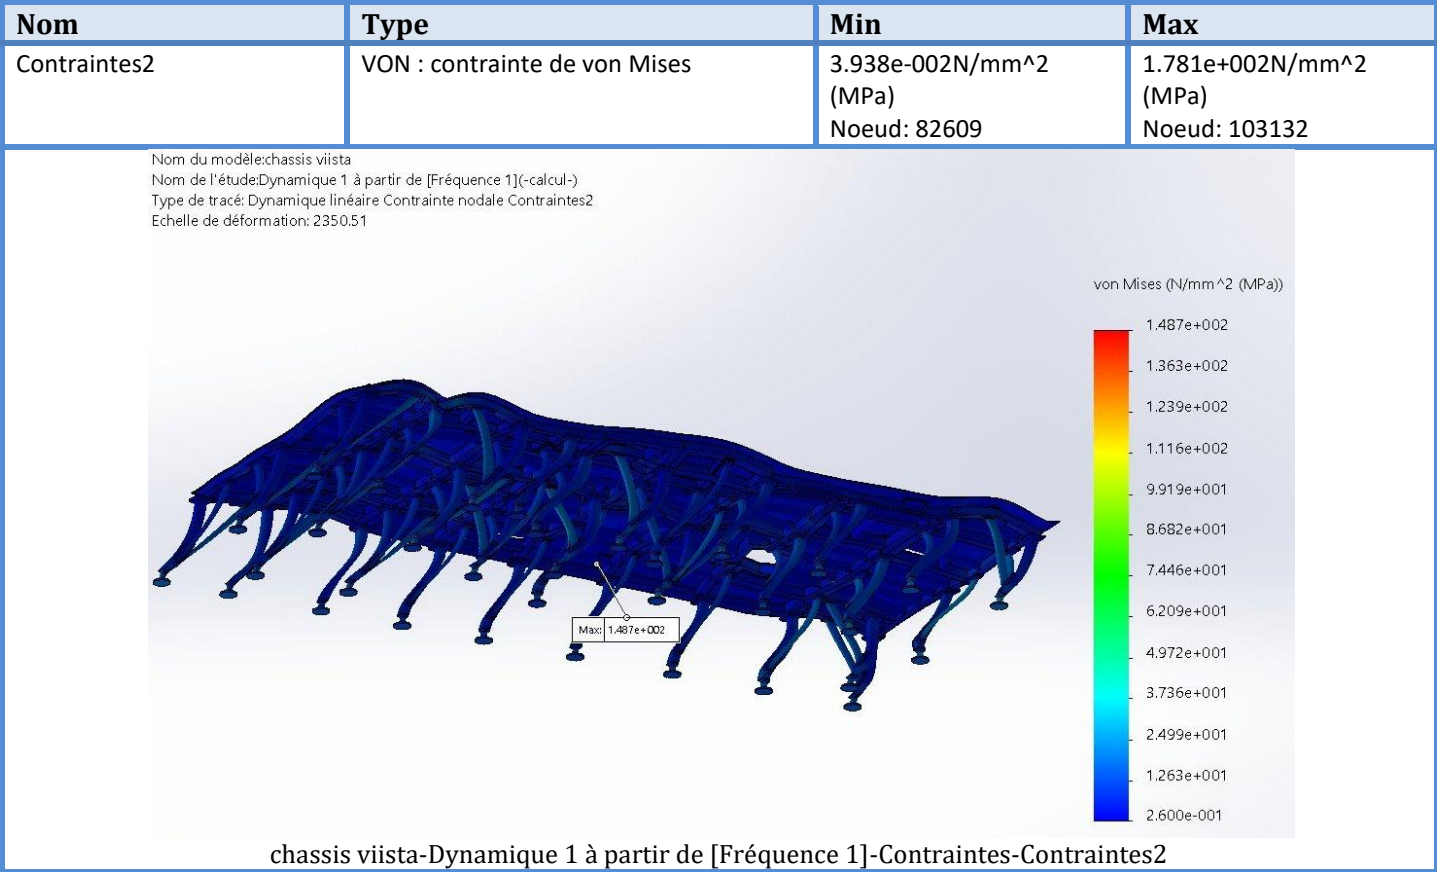 Nom Type Min Max
Contraintes2 VON : contrainte de von Mises 3.938e-002N/mm^2 1.781e+002N/mm^2
(MPa) (MPa)
Noeud: 82609 Noeud: 103132
Nom du modèle:chassis viista
Nom de l'étude:Dynamique 1 à partir de [Fréquence 1](-calcul-)
Type de tracé: Dynamique linéaire Contrainte nodale Contraintes2
Echelle de déformation: 2350.51
von Mises (N/mm^2 (MPa))
1.487e+002
1.363e+002
1.239e+002
1.116e+002
9.919e+001
8.682e+001
7.446e+001
6.209e+001
4.972e+001
3.736e+001
2.499e+001
1.263e+001
2.600e-001
Max: 1.487e+002
chassis viista-Dynamique 1 à partir de [Fréquence 1]-Contraintes-Contraintes2